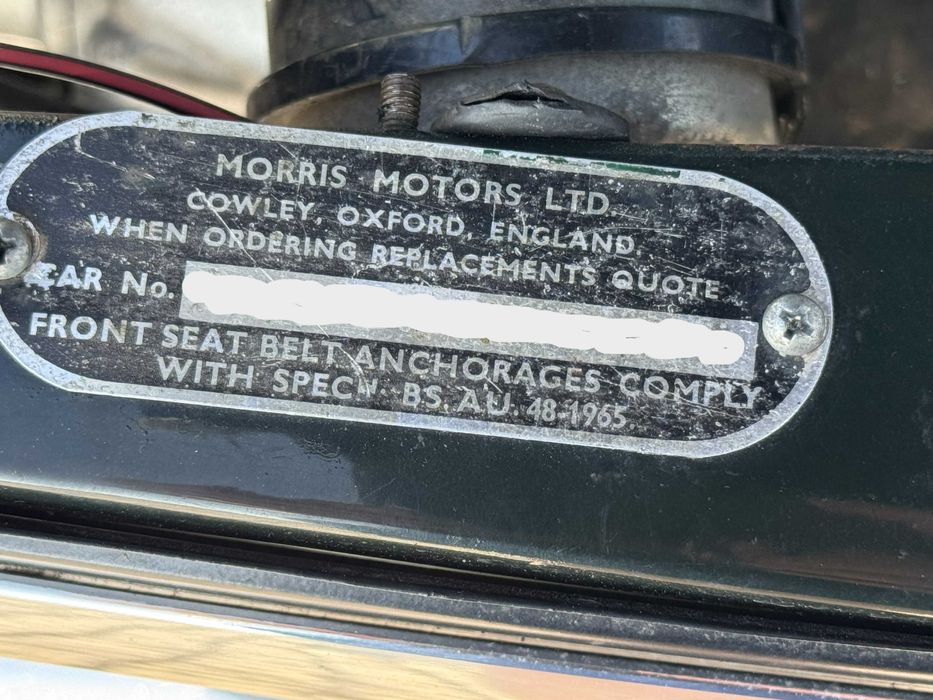 MORRIS MOTORS LTD.
COWLEY, OXFORD, ENGLAND.
WHEN ORDERING REPLACEMENTS QUOTE
CAR No.
FRONT SEAT BELT ANCHORAGES COMPLY
WITH SPECN. BS. AU. 48-1965.